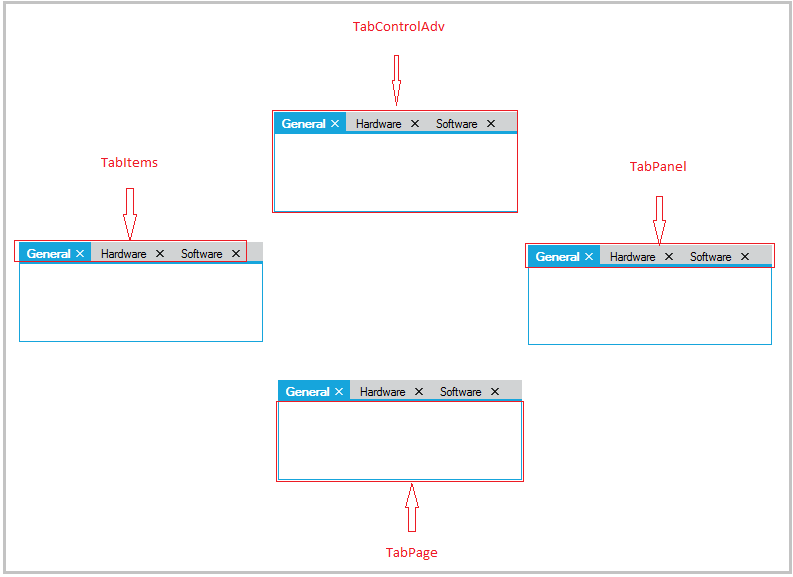 TabControlAdv
General × Hardware × Software ×
TabItems
General × Hardware × Software ×
TabPanel
General × Hardware × Software ×
General × Hardware × Software ×
TabPage